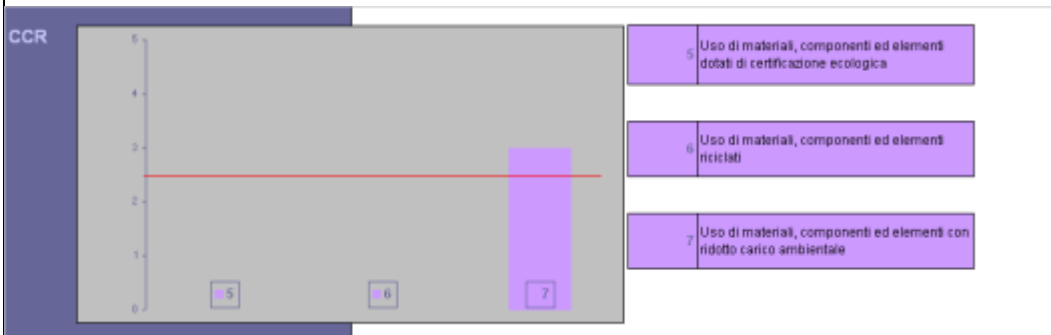 CCR
5
4
3
2
1
0
5
6
7
5
Uso di materiali, componenti ed elementi
dotati di certificazione ecologica
6
Uso di materiali, componenti ed elementi
riciclati
7
Uso di materiali, componenti ed elementi con
ridotto carico ambientale